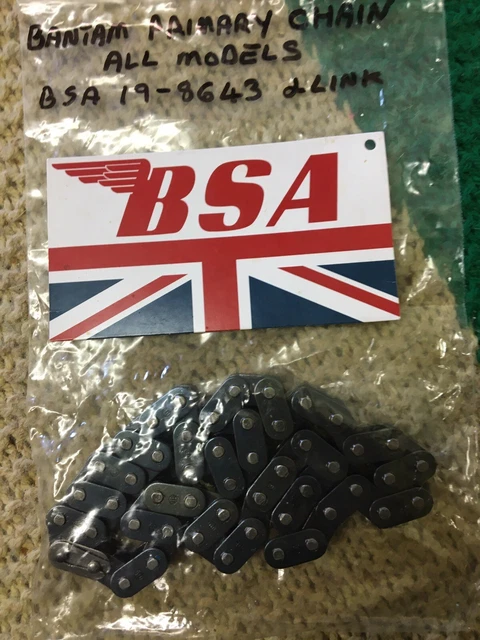 BANTAM PRIMARY CHAIN
ALL MODELS
BSA 19-8643 & LINK
BSA